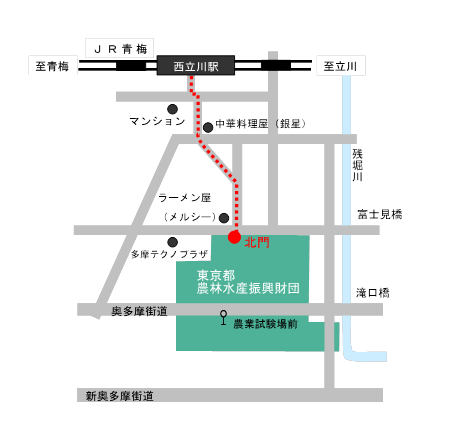 JR青梅
至青梅
西立川駅
至立川
マンション
中華料理屋（銀星）
残堀川
ラーメン屋
（メルシー）
富士見橋
北門
多摩テクノプラザ
東京都
農林水産振興財団
滝口橋
奥多摩街道
農業試験場前
新奥多摩街道